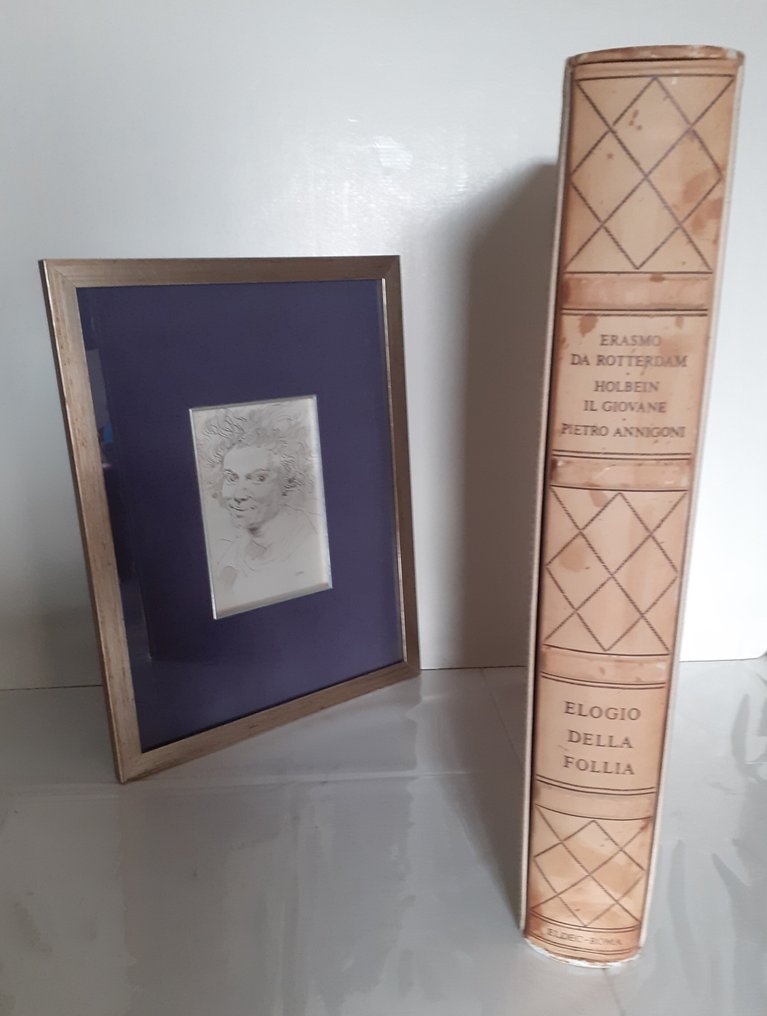 ERASMO
DA ROTTERDAM
HOLBEIN
IL GIOVANE
PIETRO ANNIGONI
ELOGIO
DELLA
FOLLIA
ELDEC-ROMA